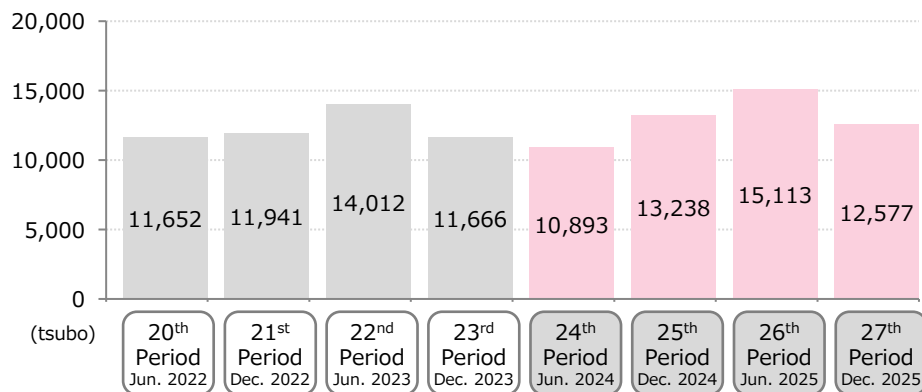 20,000
15,000
10,000
5,000
0
11,652
11,941
14,012
11,666
10,893
13,238
15,113
12,577
(tsubo)
20th
Period
Jun. 2022
21st
Period
Dec. 2022
22nd
Period
Jun. 2023
23rd
Period
Dec. 2023
24th
Period
Jun. 2024
25th
Period
Dec. 2024
26th
Period
Jun. 2025
27th
Period
Dec. 2025